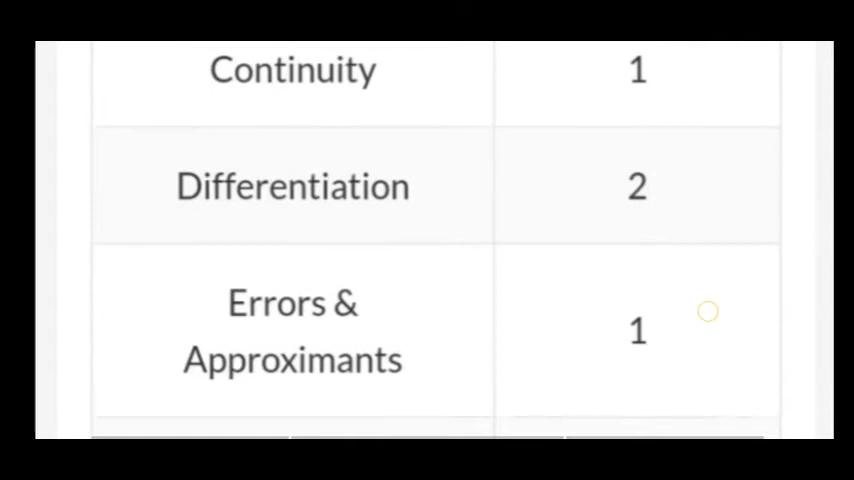 Continuity 1
Differentiation 2
Errors &
Approximants 1